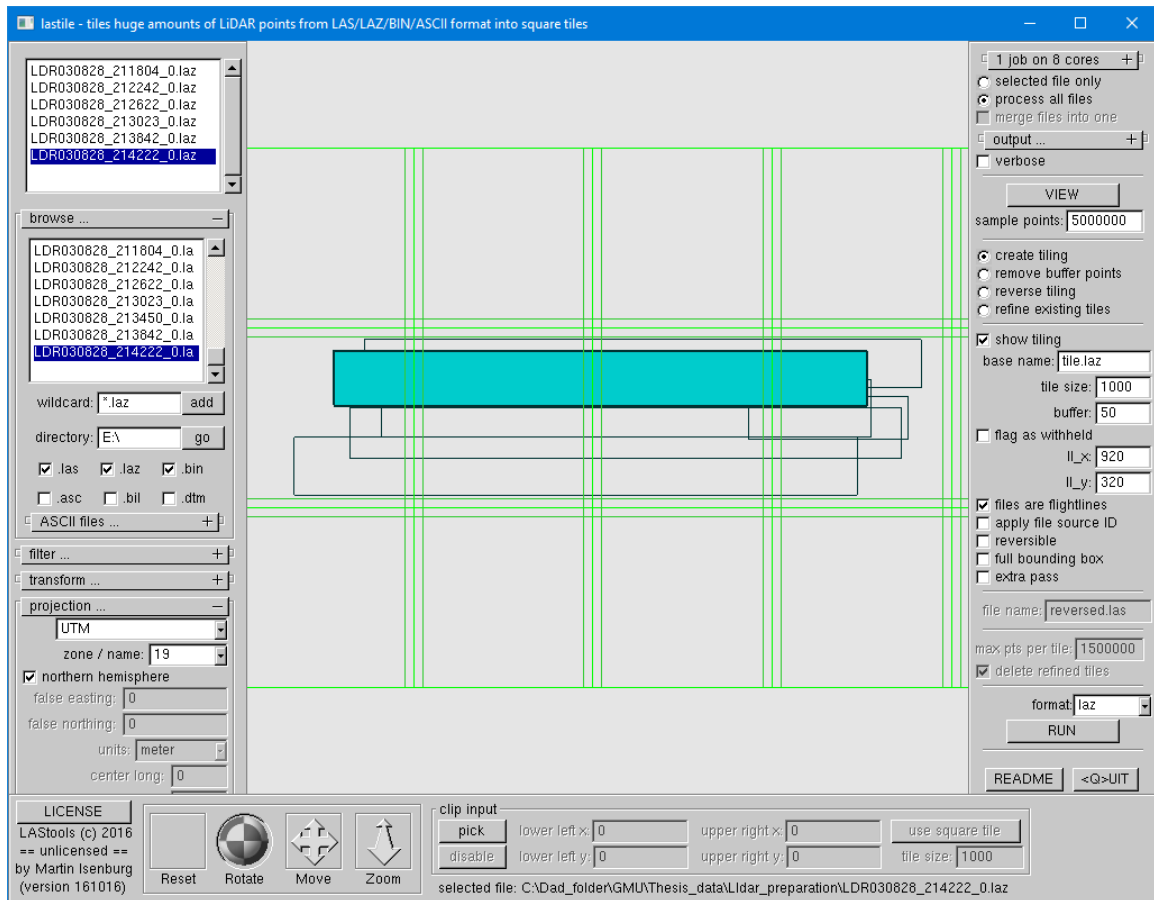 lastile - tiles huge amounts of LiDAR points from LAS/LAZ/BIN/ASCII format into square tiles
LDR030828_211804_0.laz
LDR030828_212242_0.laz
LDR030828_212622_0.laz
LDR030828_213023_0.laz
LDR030828_213842_0.laz
LDR030828_214222_0.laz
browse ...
LDR030828_211804_0.la
LDR030828_212242_0.la
LDR030828_212622_0.la
LDR030828_213023_0.la
LDR030828_213450_0.la
LDR030828_213842_0.la
LDR030828_214222_0.la
wildcard: *.laz add
directory: E:\ go
.las .laz .bin
.asc .bil .dtm
ASCII files ... +
filter ... +
transform ... +
projection ...
UTM
zone / name: 19
northern hemisphere
false easting: 0
false northing: 0
units: meter
center long: 0
1 job on 8 cores +
selected file only
process all files
merge files into one
output ... +
verbose
VIEW
sample points: 5000000
create tiling
remove buffer points
reverse tiling
refine existing tiles
show tiling
base name: tile.laz
tile size: 1000
buffer: 50
flag as withheld
ll_x: 920
ll_y: 320
files are flightlines
apply file source ID
reversible
full bounding box
extra pass
file name: reversed.las
max pts per tile: 1500000
delete refined tiles
format: laz
RUN
README <Q>UIT
LICENSE
LAStools (c) 2016
== unlicensed ==
by Martin Isenburg
(version 161016)
Reset Rotate Move Zoom
clip input
pick lower left x: 0 upper right x: 0 use square tile
disable lower left y: 0 upper right y: 0 tile size: 1000
selected file: C:\Dad_folder\GMU\Thesis_data\LIdar_preparation\LDR030828_214222_0.laz